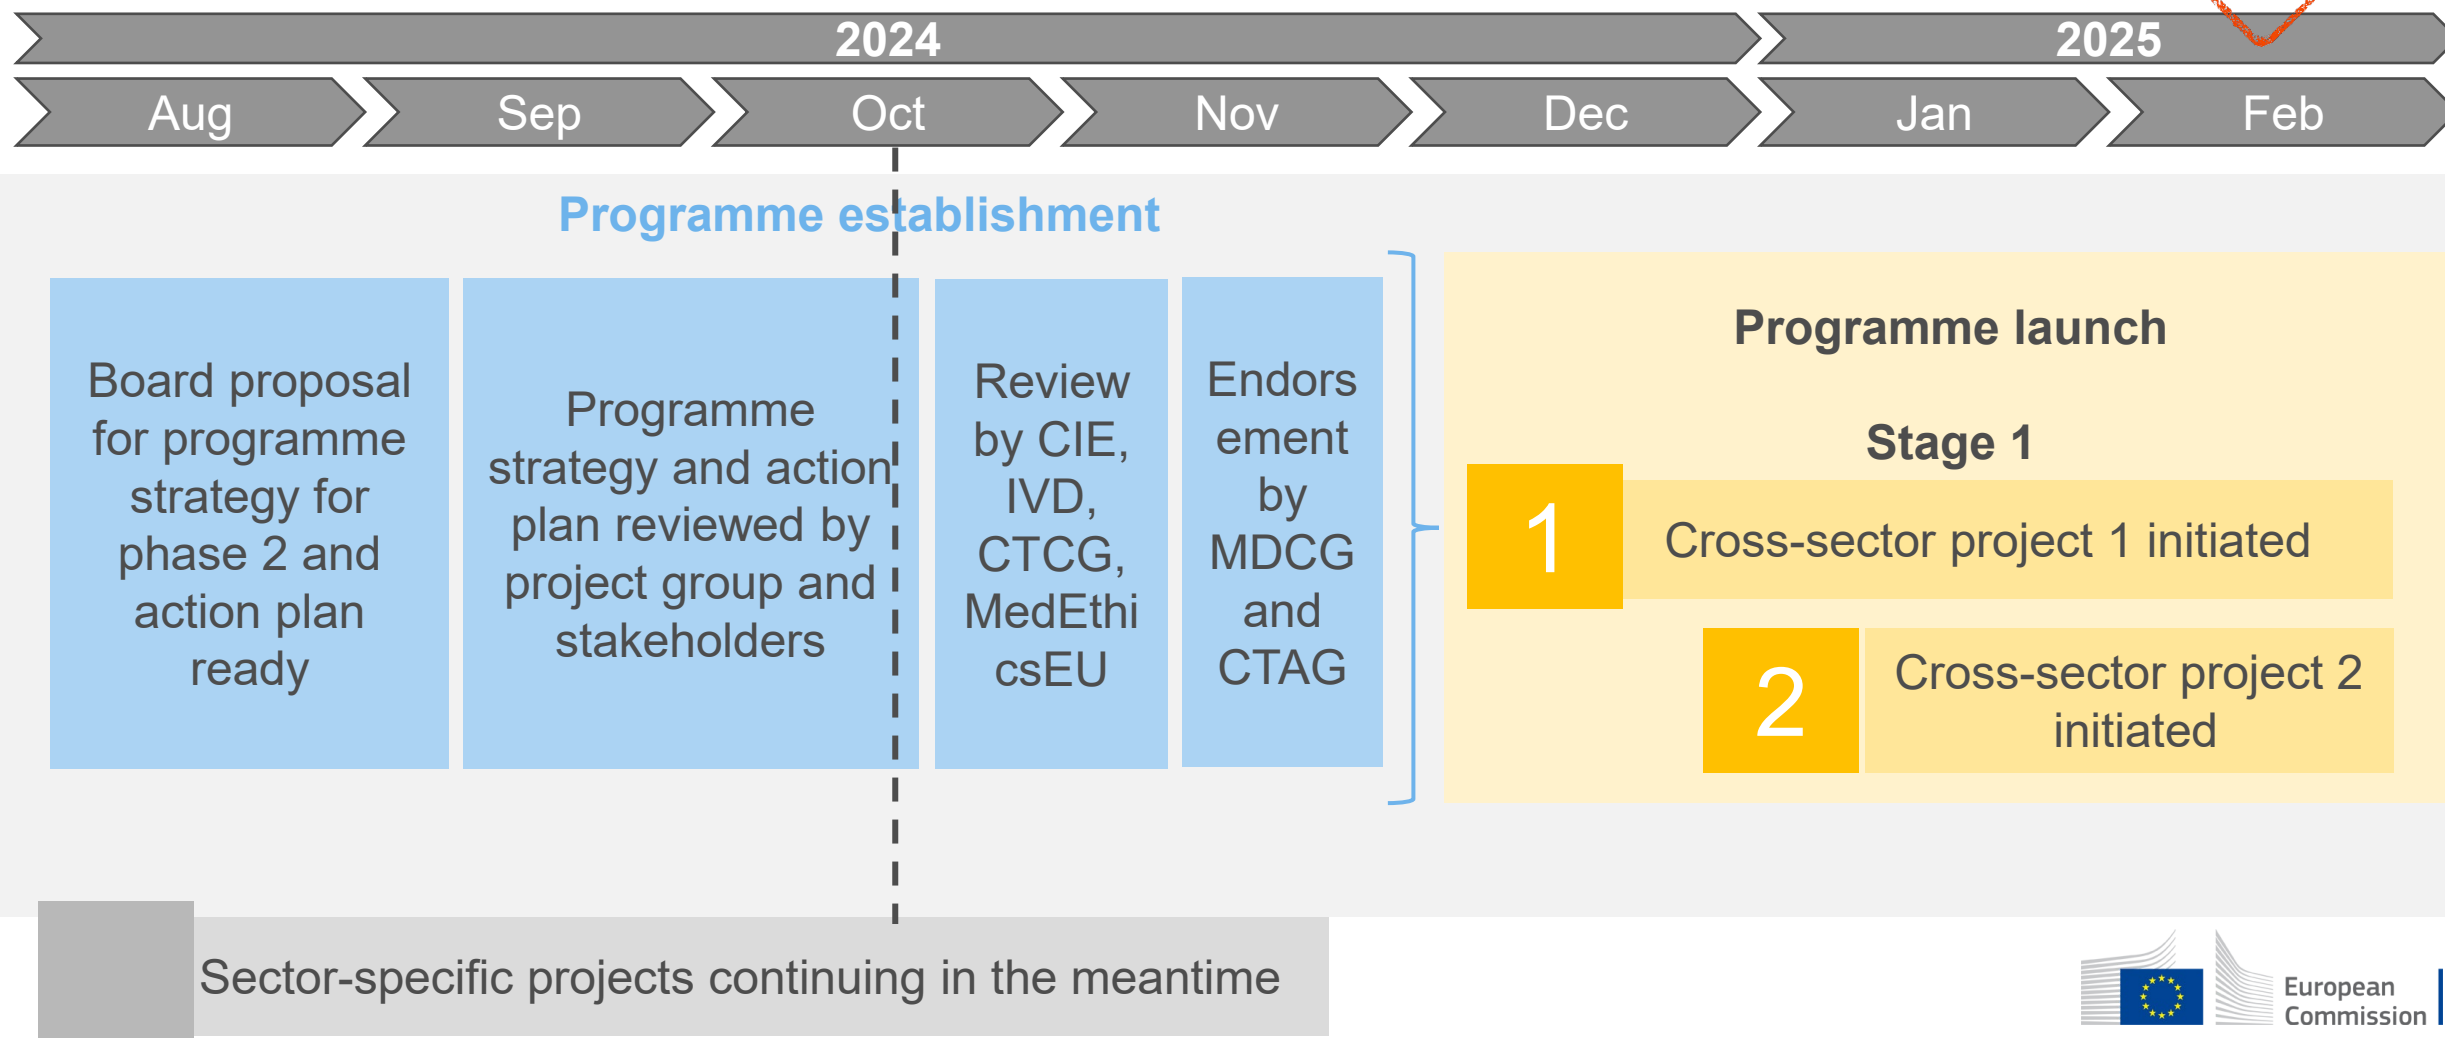 2024
2025
Aug
Sep
Oct
Nov
Dec
Jan
Feb
Programme establishment
Board proposal
for programme
strategy for
phase 2 and
action plan
ready
Programme
strategy and action
plan reviewed by
project group and
stakeholders
Review
by CIE,
IVD,
CTCG,
MedEthi
csEU
Endors
ement
by
MDCG
and
CTAG
Programme launch
Stage 1
1
Cross-sector project 1 initiated
2
Cross-sector project 2
initiated
Sector-specific projects continuing in the meantime
European
Commission